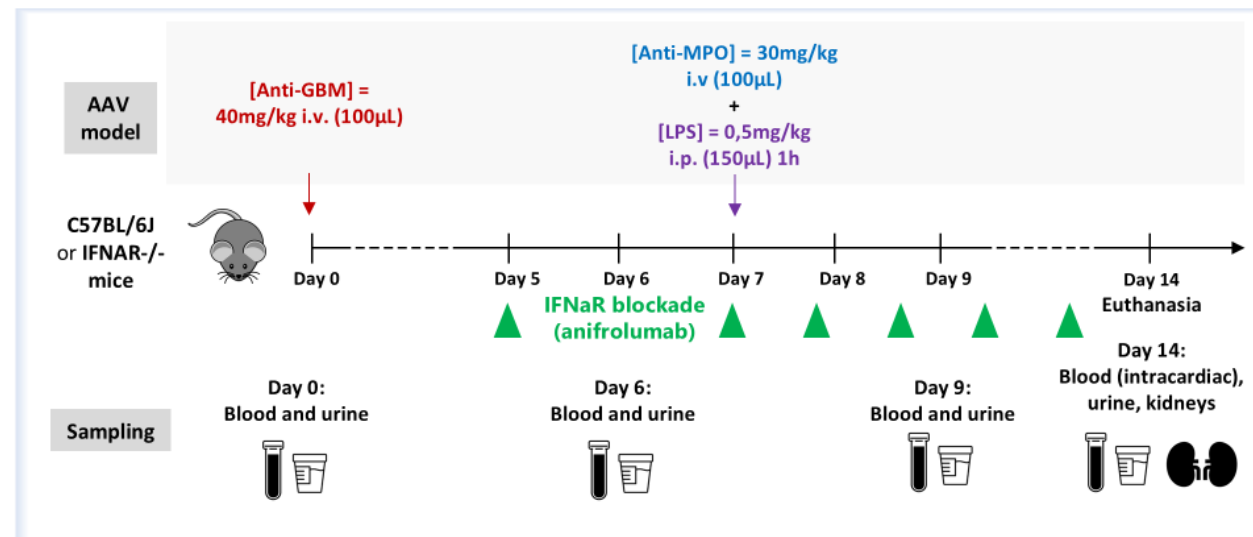 AAV
model
[Anti-GBM] =
40mg/kg i.v. (100µL)
[Anti-MPO] = 30mg/kg
i.v (100µL)
+
[LPS] = 0,5mg/kg
i.p. (150µL) 1h
C57BL/6J
or IFNAR-/-
mice
Day 0
Day 5
Day 6
Day 7
Day 8
Day 9
Day 14
Euthanasia
IFNaR blockade
(anifrolumab)
Sampling
Day 0:
Blood and urine
Day 6:
Blood and urine
Day 9:
Blood and urine
Day 14:
Blood (intracardiac),
urine, kidneys